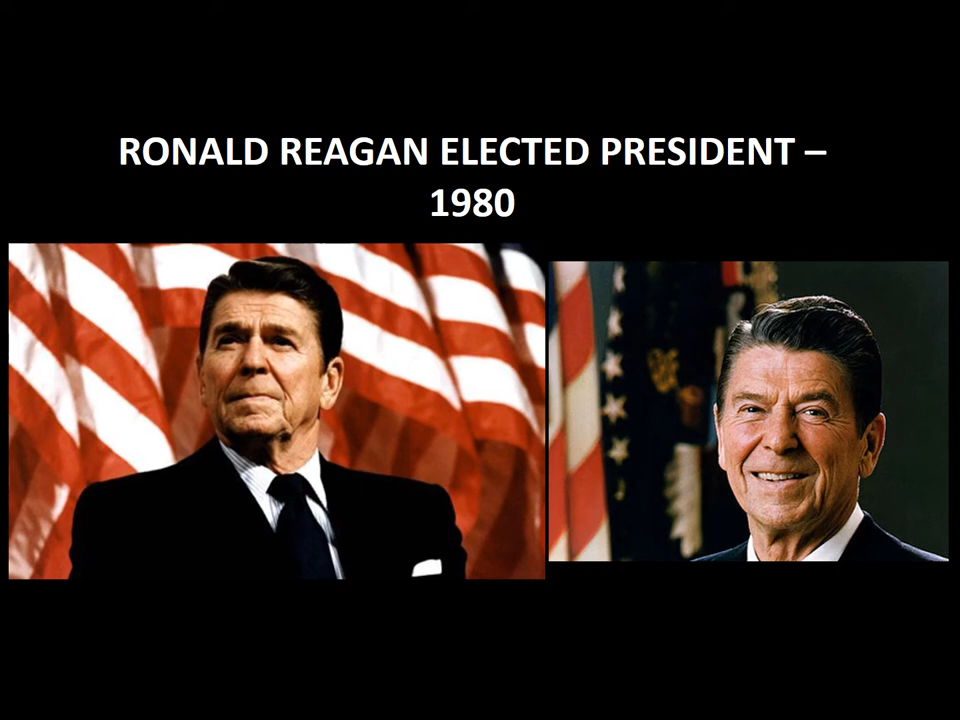 RONALD REAGAN ELECTED PRESIDENT –
1980